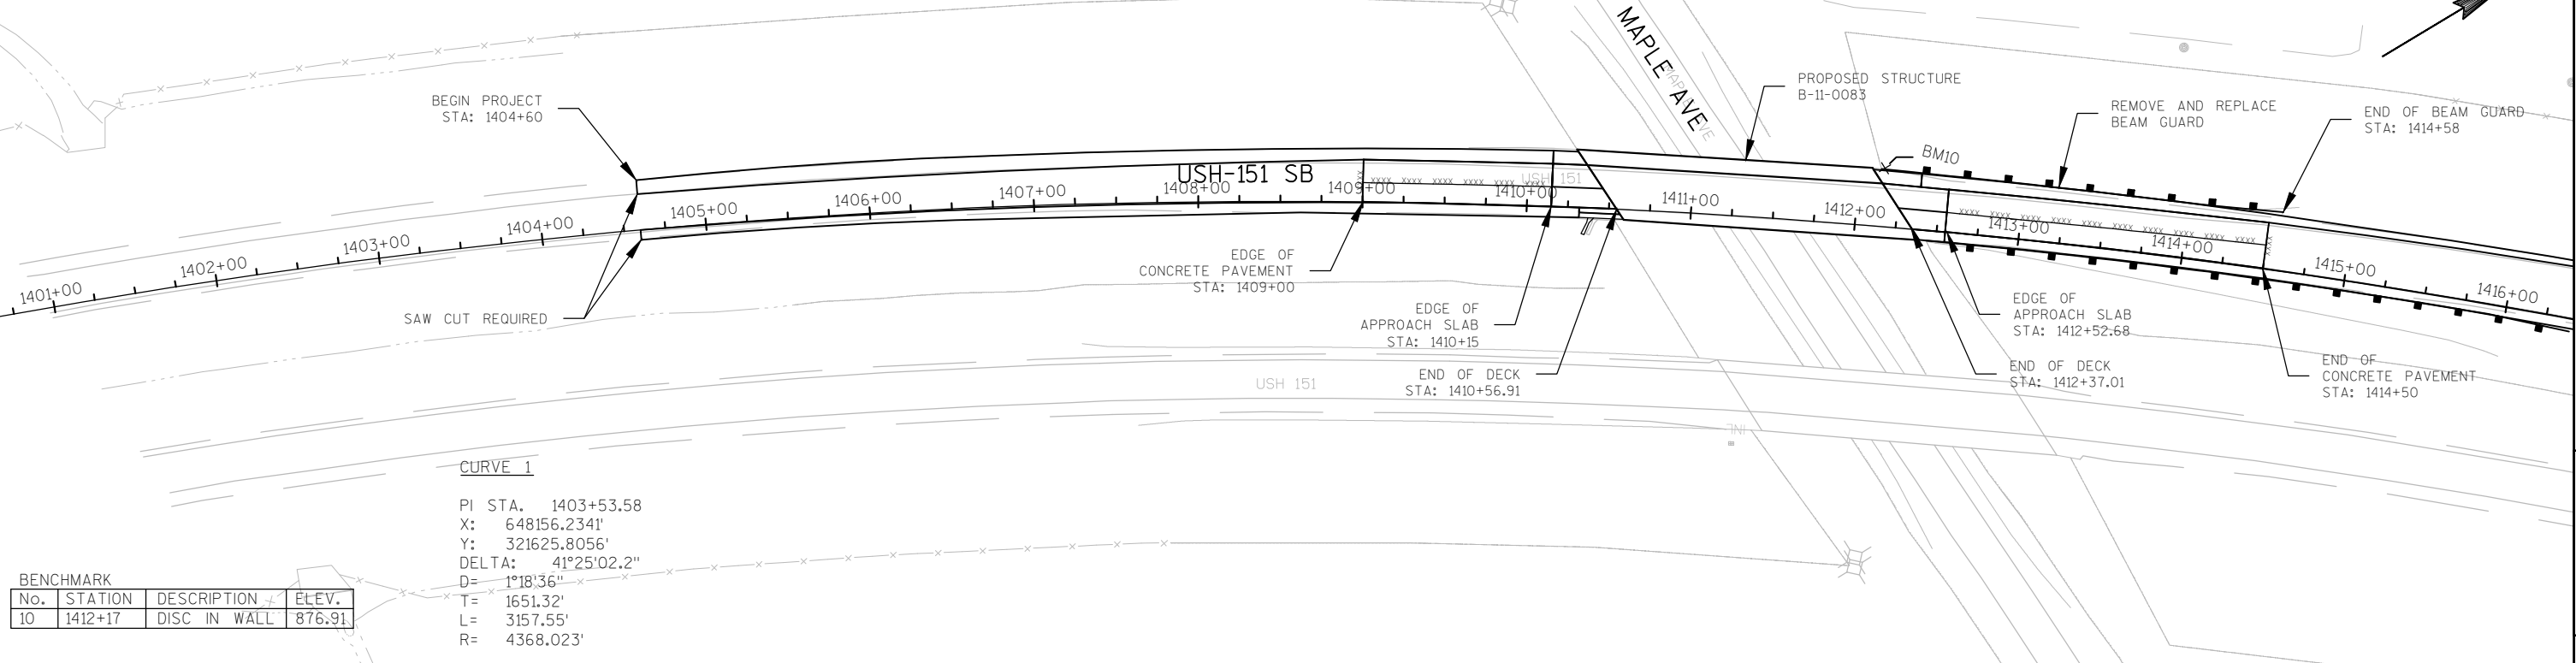 MAPLE AVE
MAPLE AVE
PROPOSED STRUCTURE
B-11-0083
BEGIN PROJECT
STA: 1404+60
REMOVE AND REPLACE
BEAM GUARD
END OF BEAM GUARD
STA: 1414+58
BM10
USH-151 SB
USH 151
1401+00
1402+00
1403+00
1404+00
1405+00
1406+00
1407+00
1408+00
1409+00
1410+00
1411+00
1412+00
1413+00
1414+00
1415+00
1416+00
SAW CUT REQUIRED
EDGE OF
CONCRETE PAVEMENT
STA: 1409+00
EDGE OF
APPROACH SLAB
STA: 1410+15
END OF DECK
STA: 1410+56.91
EDGE OF
APPROACH SLAB
STA: 1412+52.68
END OF DECK
STA: 1412+37.01
END OF
CONCRETE PAVEMENT
STA: 1414+50
USH 151
INL
CURVE 1
PI STA. 1403+53.58
X: 648156.2341'
Y: 321625.8056'
DELTA: 41°25'02.2"
D= 1°18'36"
T= 1651.32'
L= 3157.55'
R= 4368.023'
BENCHMARK
No. STATION DESCRIPTION ELEV.
10 1412+17 DISC IN WALL 876.91